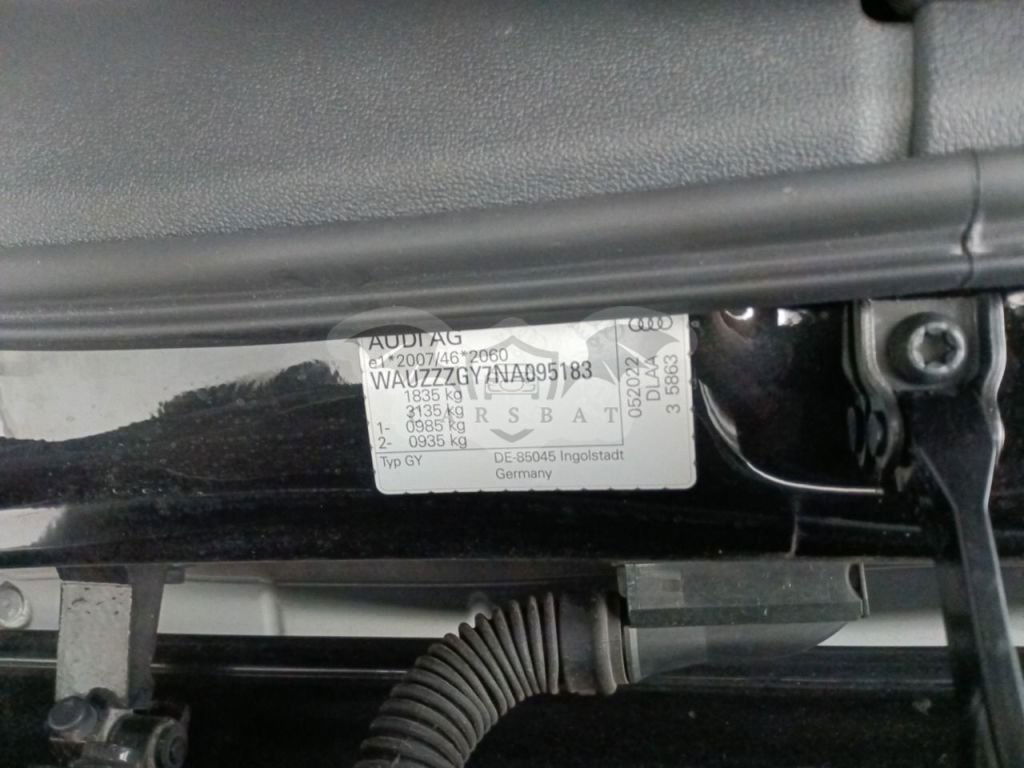 AUDI AG
e1*2007/46*2060
WAUZZZGY7NA095183
1835 kg
3135 kg
1- 0985 kg
2- 0935 kg
Typ GY
DE-85045 Ingolstadt
Germany
052022
DLAA
3 5863
ARSBAT